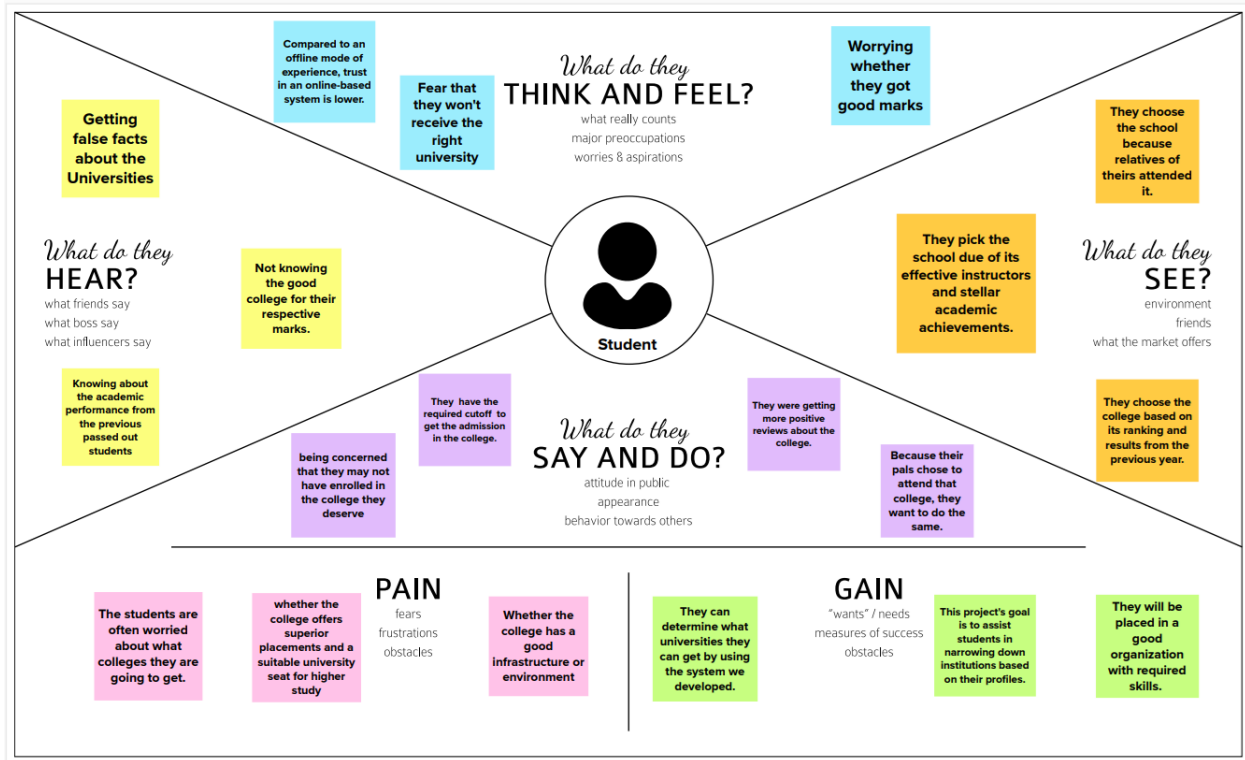 Compared to an
offline mode of
experience, trust
in an online-based
system is lower.
Fear that
they won't
receive the
right
university
What do they
THINK AND FEEL?
what really counts
major preoccupations
worries & aspirations
Worrying
whether
they got
good marks
Getting
false facts
about the
Universities
What do they
HEAR?
what friends say
what boss say
what influencers say
Not knowing
the good
college for their
respective
marks.
Knowing about
the academic
performance from
the previous
passed out
students
Student
They choose
the school
because
relatives of
theirs attended
it.
They pick the
school due of its
effective instructors
and stellar
academic
achievements.
What do they
SEE?
environment
friends
what the market offers
They choose the
college based on
its ranking and
results from the
previous year.
They have the
required cutoff to
get the admission
in the college.
being concerned
that they may not
have enrolled in
the college they
deserve
What do they
SAY AND DO?
attitude in public
appearance
behavior towards others
They were getting
more positive
reviews about the
college.
Because their
pals chose to
attend that
college, they
want to do the
same.
PAIN
fears
frustrations
obstacles
The students are
often worried
about what
colleges they are
going to get.
whether the
college offers
superior
placements and a
suitable university
seat for higher
study
Whether the
college has a
good
infrastructure or
environment
GAIN
"wants" / needs
measures of success
obstacles
They can
determine what
universities they
can get by using
the system we
developed.
This project's goal
is to assist
students in
narrowing down
institutions based
on their profiles.
They will be
placed in a
good
organization
with required
skills.